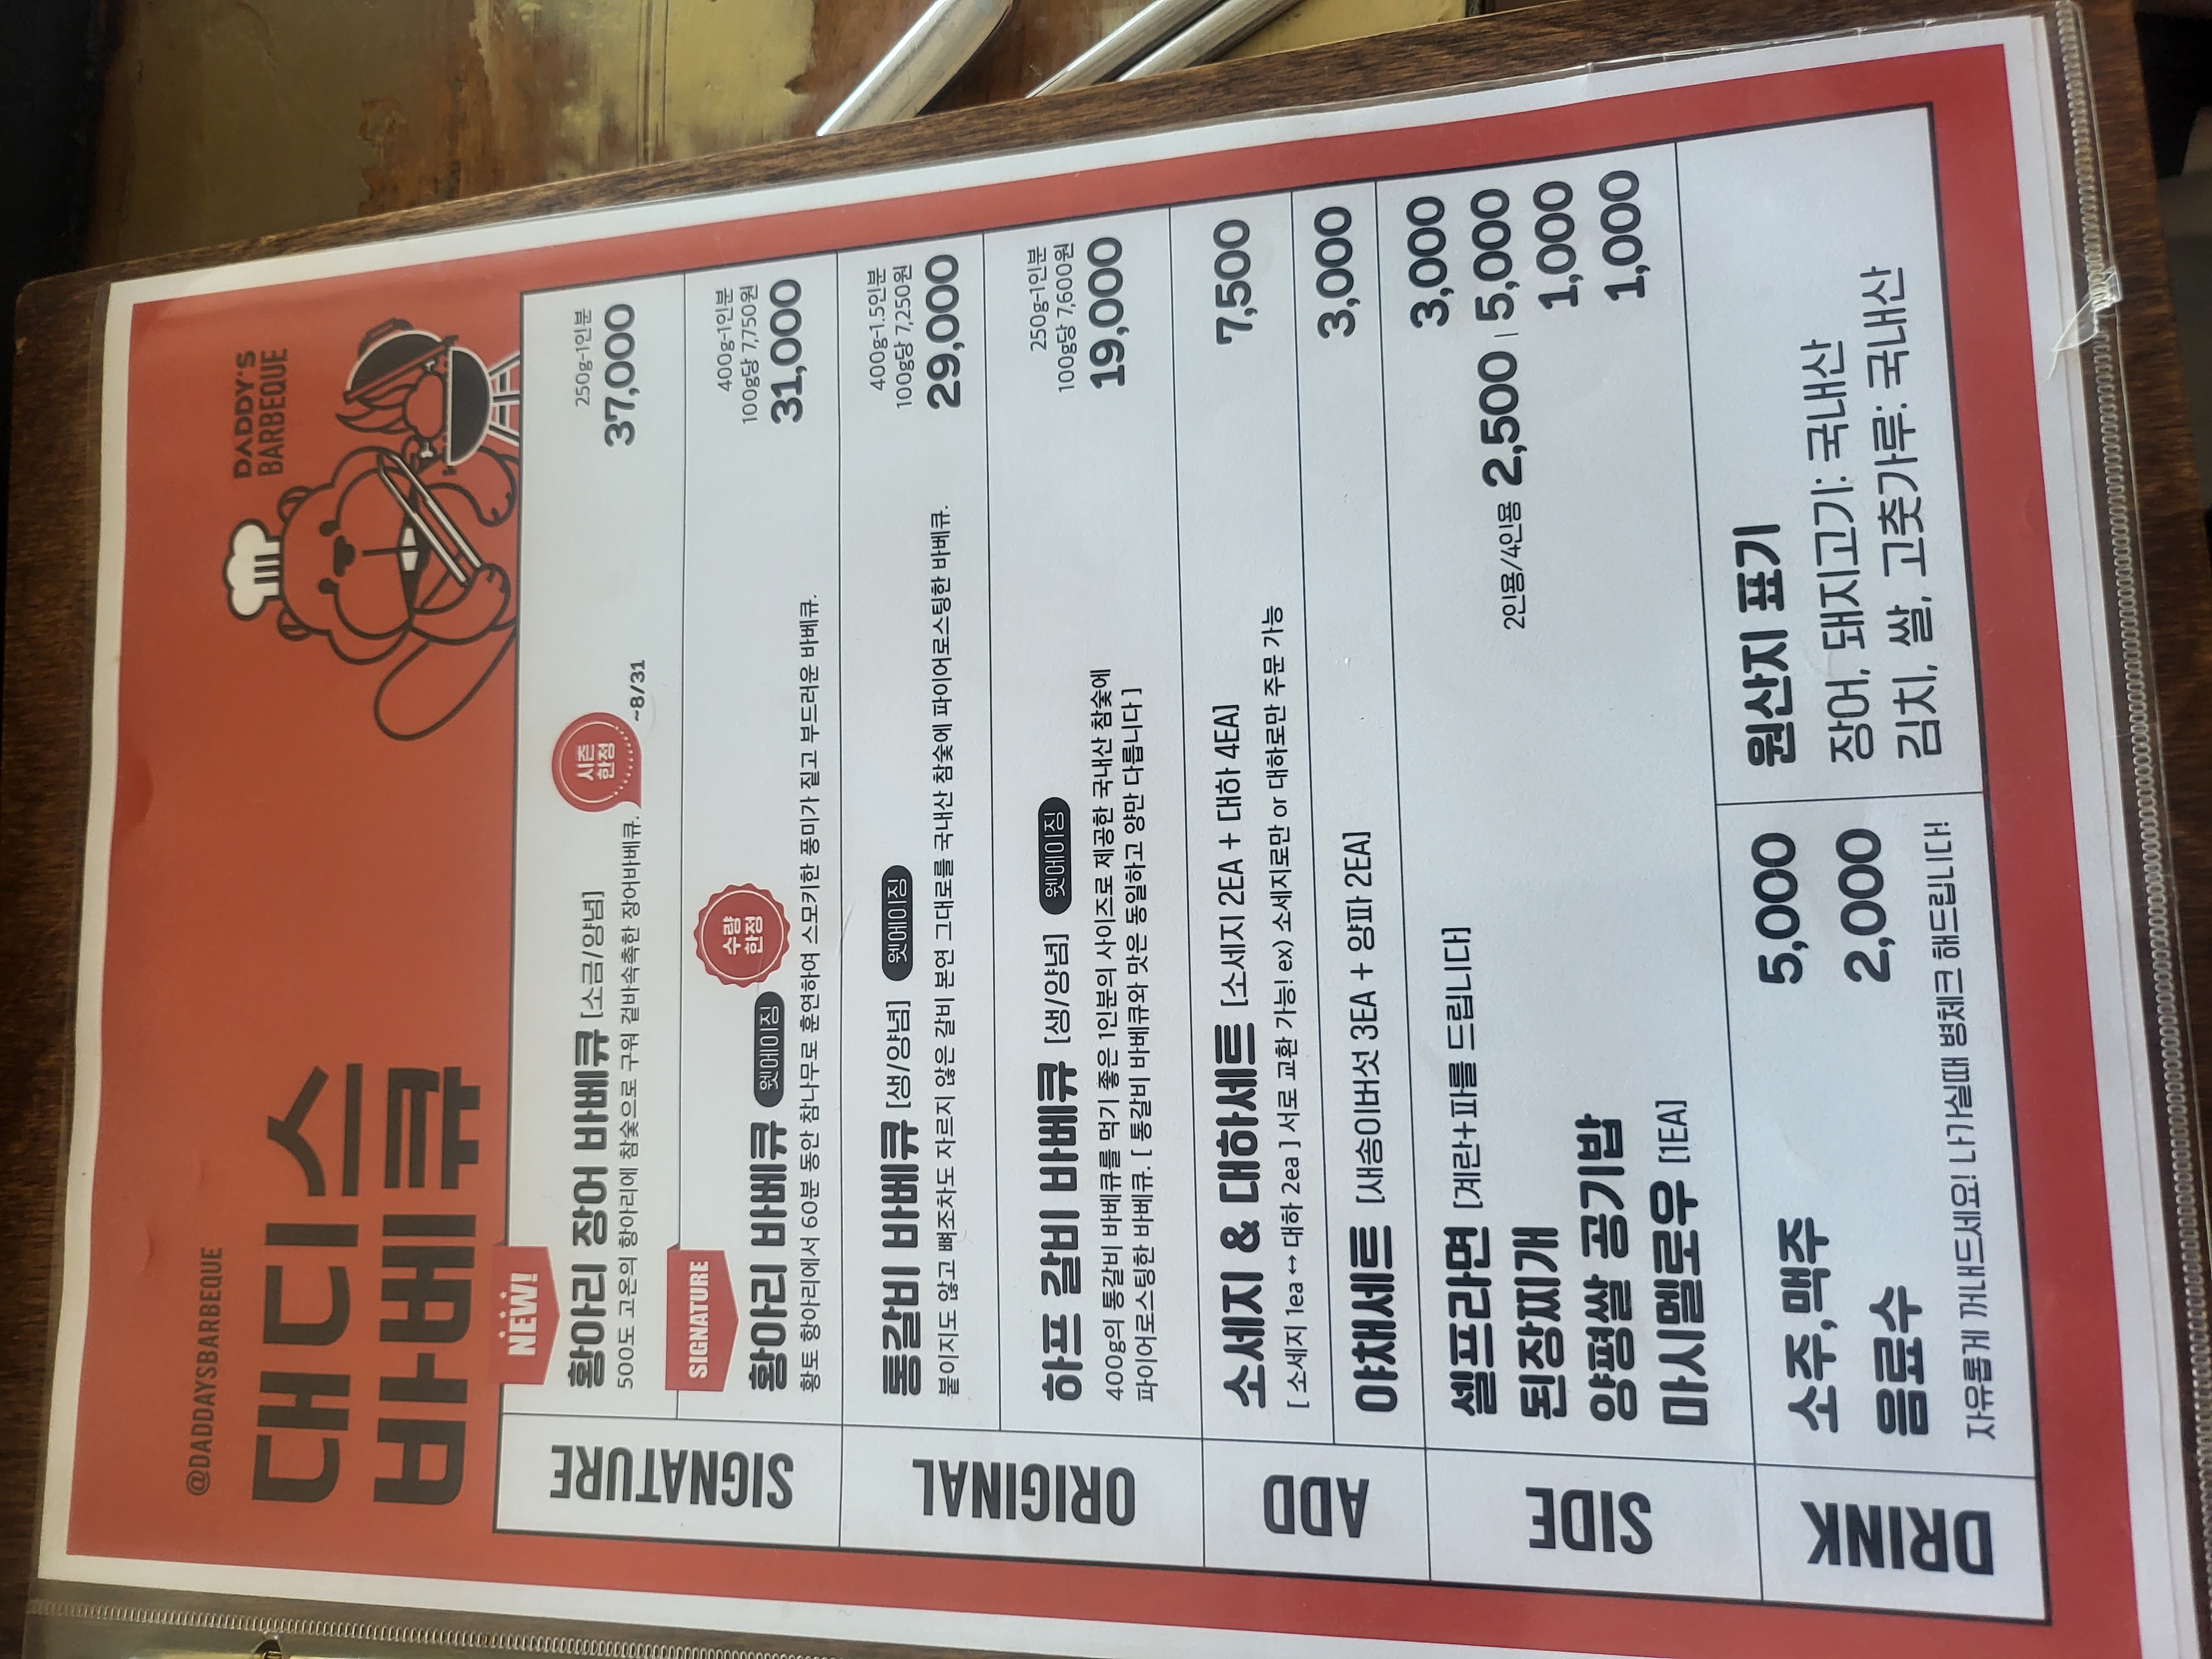 @DADDAYSBARBEQUE
대디스
바베큐
DADDY'S
BARBEQUE
SIGNATURE
NEW!
황아리 장어 바베큐 [소금/양념]
시즌
한정
~8/31
500도 고온의 항아리에 참숯으로 구워 겉바속촉한 장어바베큐.
250g-1인분
37,000
SIGNATURE
황아리 바베큐 웻에이징
수량
한정
황토 항아리에서 60분 동안 참나무로 훈연하여 스모키한 풍미가 짙고 부드러운 바베큐.
400g-1인분
100g당 7,750원
31,000
ORIGINAL
통갈비 바베큐 [생/양념] 웻에이징
붙이지도 않고 뼈조차도 자르지 않은 갈비 본연 그대로를 국내산 참숯에 파이어로스팅한 바베큐.
400g-1.5인분
100g당 7,250원
29,000
하프 갈비 바베큐 [생/양념] 웻에이징
400g의 통갈비 바베큐를 먹기 좋은 1인분의 사이즈로 제공한 국내산 참숯에
파이어로스팅한 바베큐. [ 통갈비 바베큐와 맛은 동일하고 양만 다릅니다 ]
250g-1인분
100g당 7,600원
19,000
ADD
소세지 & 대하세트 [소세지 2EA + 대하 4EA] 7,500
[ 소세지 1ea ↔ 대하 2ea ] 서로 교환 가능! ex) 소세지로만 or 대하로만 주문 가능
야채세트 [새송이버섯 3EA + 양파 2EA] 3,000
SIDE
셀프라면 [계란+파를 드립니다] 3,000
된장찌개 2인용/4인용 2,500 | 5,000
양평쌀 공기밥 1,000
마시멜로우 [1EA] 1,000
DRINK
소주,맥주 5,000
음료수 2,000
자유롭게 꺼내드세요! 나가실때 병체크 해드립니다!
원산지 표기
장어, 돼지고기: 국내산
김치, 쌀, 고춧가루: 국내산